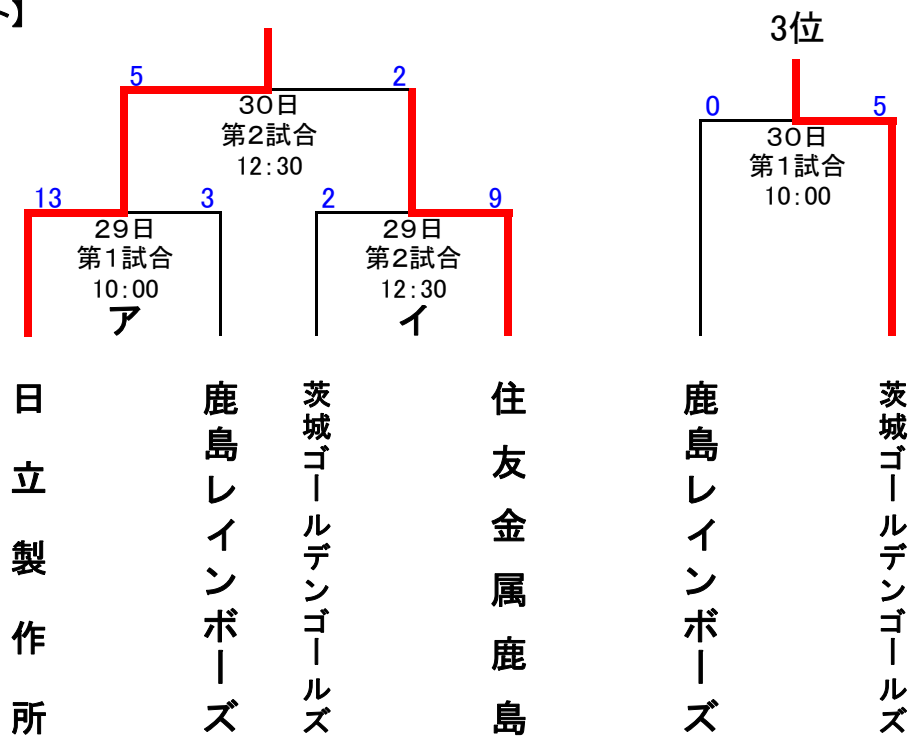 ト】
3位
5
2
30日
第2試合
12:30
0
5
30日
第1試合
10:00
13
3
29日
第1試合
10:00
ア
2
9
29日
第2試合
12:30
イ
日立製作所
鹿島レインボーズ
茨城ゴールデンゴールズ
住友金属鹿島
鹿島レインボーズ
茨城ゴールデンゴールズ